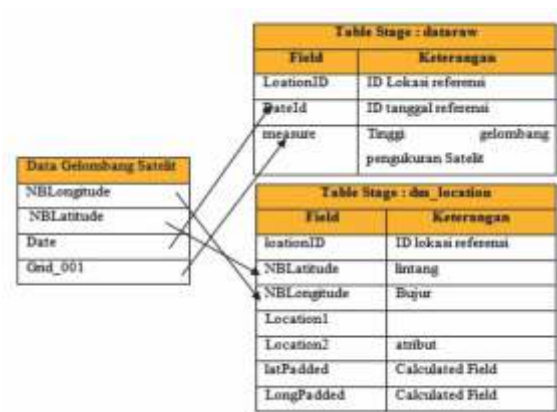 Table Stage : dataraw
Field Keterangan
LoationID ID Lokasi referensi
DateId ID tanggal referensi
measure Tinggi gelombang
pengukuran Satelit
Data Gelombang Satelit
NBLongitude
NBLatitude
Date
Grid_001
Table Stage : dm_location
Field Keterangan
loationID ID lokasi referensi
NBLatitude lintang
NBLongitude Bujur
Location1
Location2 atribut
latPadded Calculated Field
LongPadded Calculated Field